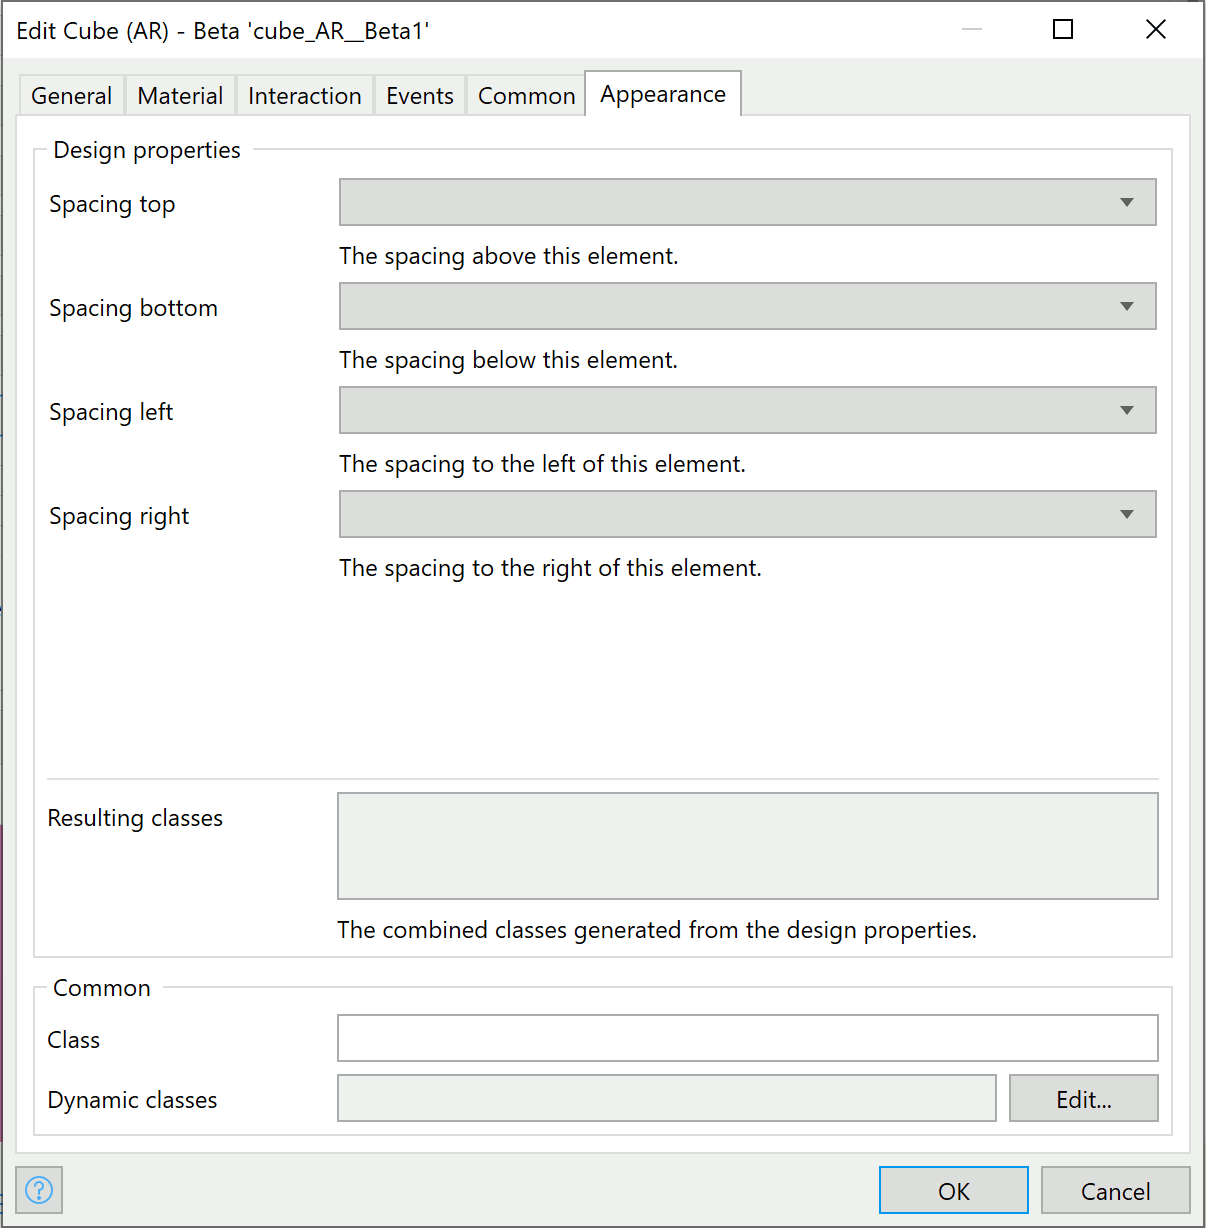 Edit Cube (AR) - Beta 'cube_AR__Beta1'
General Material Interaction Events Common Appearance
Design properties
Spacing top
The spacing above this element.
Spacing bottom
The spacing below this element.
Spacing left
The spacing to the left of this element.
Spacing right
The spacing to the right of this element.
Resulting classes
The combined classes generated from the design properties.
Common
Class
Dynamic classes Edit...
? OK Cancel